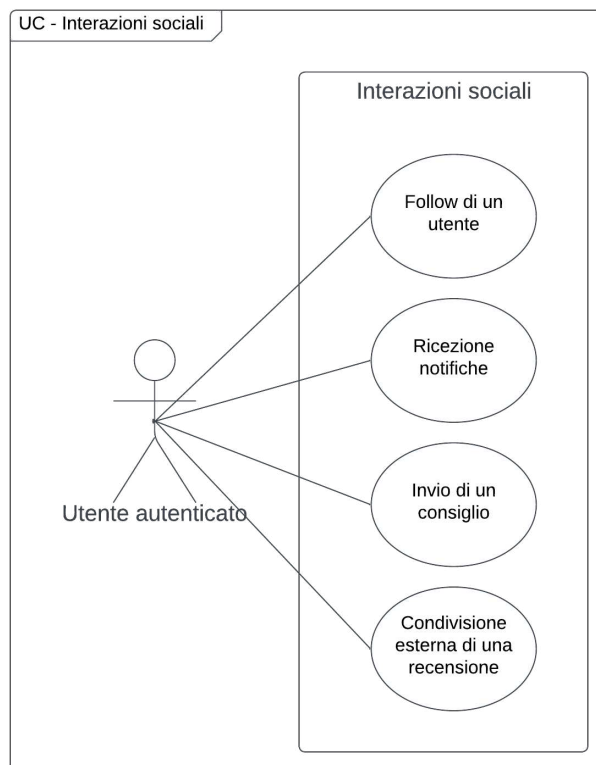 UC - Interazioni sociali
Interazioni sociali
Follow di un
utente
Ricezione
notifiche
Invio di un
consiglio
Utente autenticato
Condivisione
esterna di una
recensione